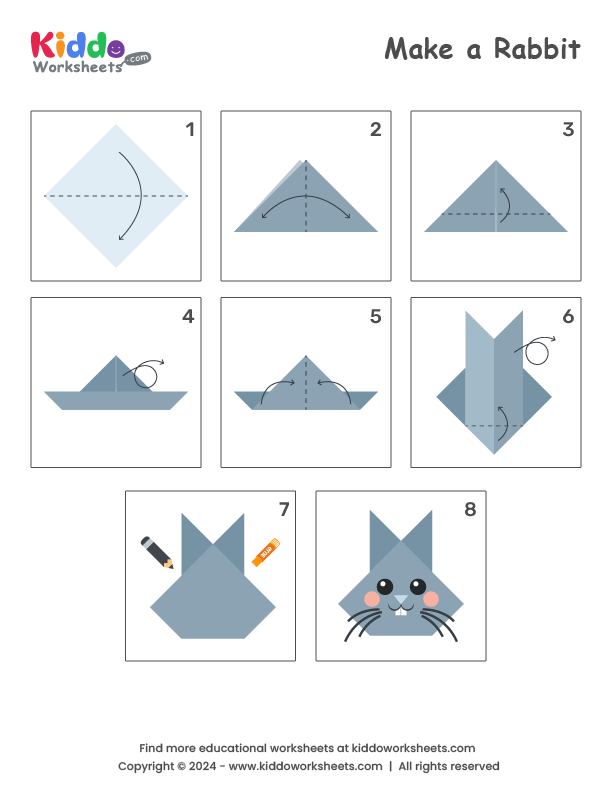 Kiddo
Worksheets.com
Make a Rabbit
1
2
3
4
5
6
7
8
Find more educational worksheets at kiddoworksheets.com
Copyright © 2024 - www.kiddoworksheets.com | All rights reserved